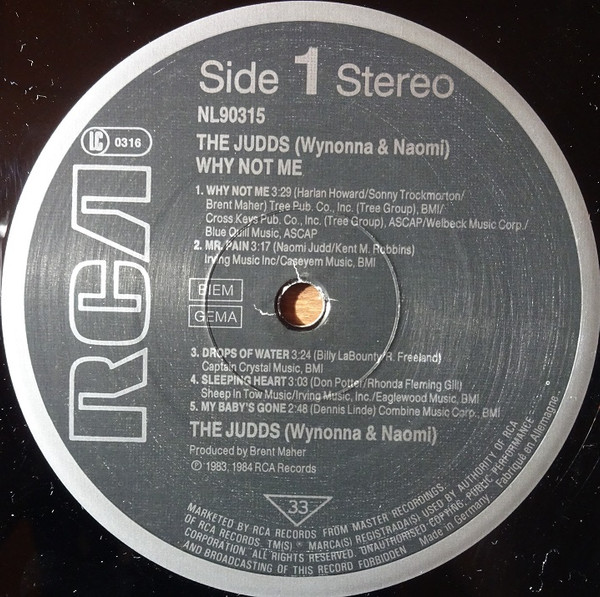 Side 1 Stereo
NL90315
LC 0316
THE JUDDS (Wynonna & Naomi)
WHY NOT ME
1. WHY NOT ME 3:29 (Harlan Howard/Sonny Trockmorton/
Brent Maher) Tree Pub. Co., Inc. (Tree Group), BMI/
Cross Keys Pub. Co., Inc. (Tree Group), ASCAP/Welbeck Music Corp./
Blue Quill Music, ASCAP
2. MR. PAIN 3:17 (Naomi Judd/Kent M. Robbins)
Irving Music Inc/Caseyem Music, BMI
BIEM
GEMA
3. DROPS OF WATER 3:24 (Billy LaBounty/R. Freeland)
Captain Crystal Music, BMI
4. SLEEPING HEART 3:03 (Don Potter/Rhonda Fleming Gill)
Sheep in Tow Music/Irving Music, Inc./Eaglewood Music, BMI
5. MY BABY'S GONE 2:48 (Dennis Linde) Combine Music Corp., BMI
THE JUDDS (Wynonna & Naomi)
Produced by Brent Maher
℗ 1983, 1984 RCA Records
33
RCA
MARKETED BY RCA RECORDS FROM MASTER RECORDINGS.
OF RCA RECORDS. TM(S) ® MARCA(S) REGISTRADA(S) USED BY AUTHORITY OF RCA
CORPORATION. ALL RIGHTS RESERVED. UNAUTHORISED COPYING, PUBLIC PERFORMANCE
AND BROADCASTING OF THIS RECORD FORBIDDEN Made in Germany. Fabriqué en Allemagne.